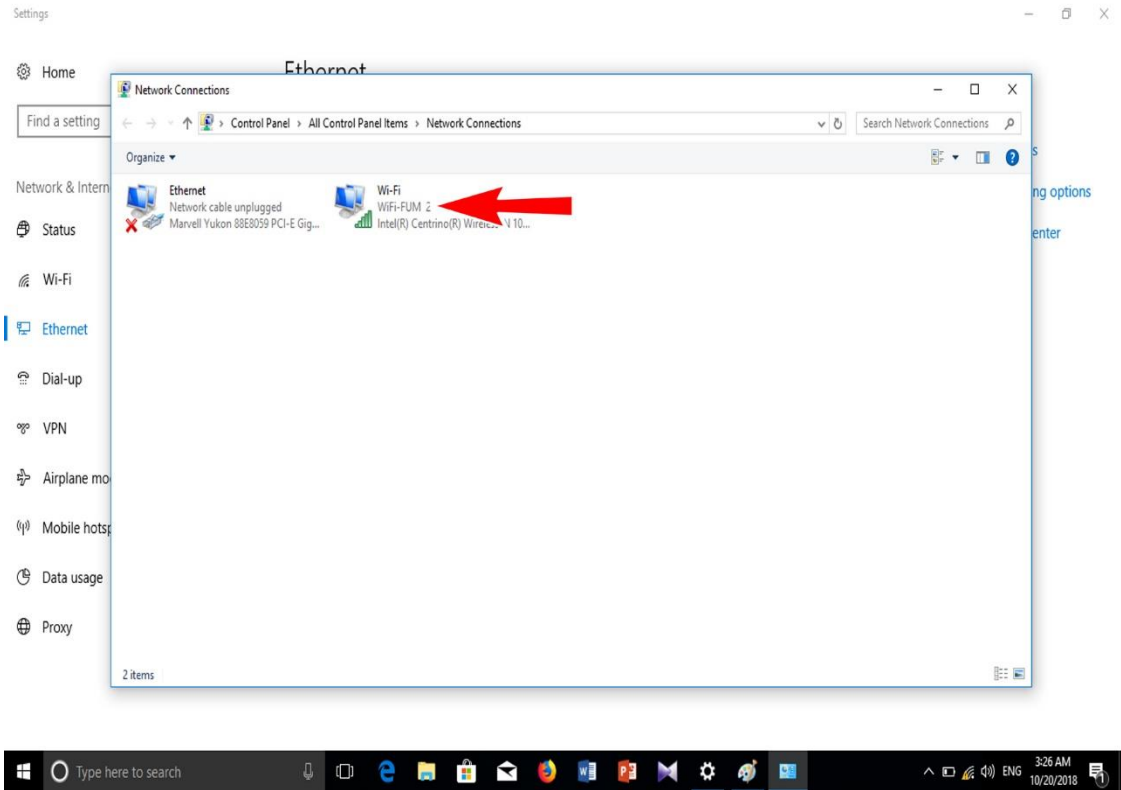 Settings
Home
Find a setting
Network & Intern
Status
Wi-Fi
Ethernet
Dial-up
VPN
Airplane mo
Mobile hotsp
Data usage
Proxy
Ethernet
s
ng options
enter
Network Connections
Control Panel > All Control Panel Items > Network Connections
Search Network Connections
Organize
Ethernet
Network cable unplugged
Marvell Yukon 88E8059 PCI-E Gig...
Wi-Fi
WiFi-FUM 2
Intel(R) Centrino(R) N 10...
2 items
Type here to search
ENG
3:26 AM
10/20/2018
1